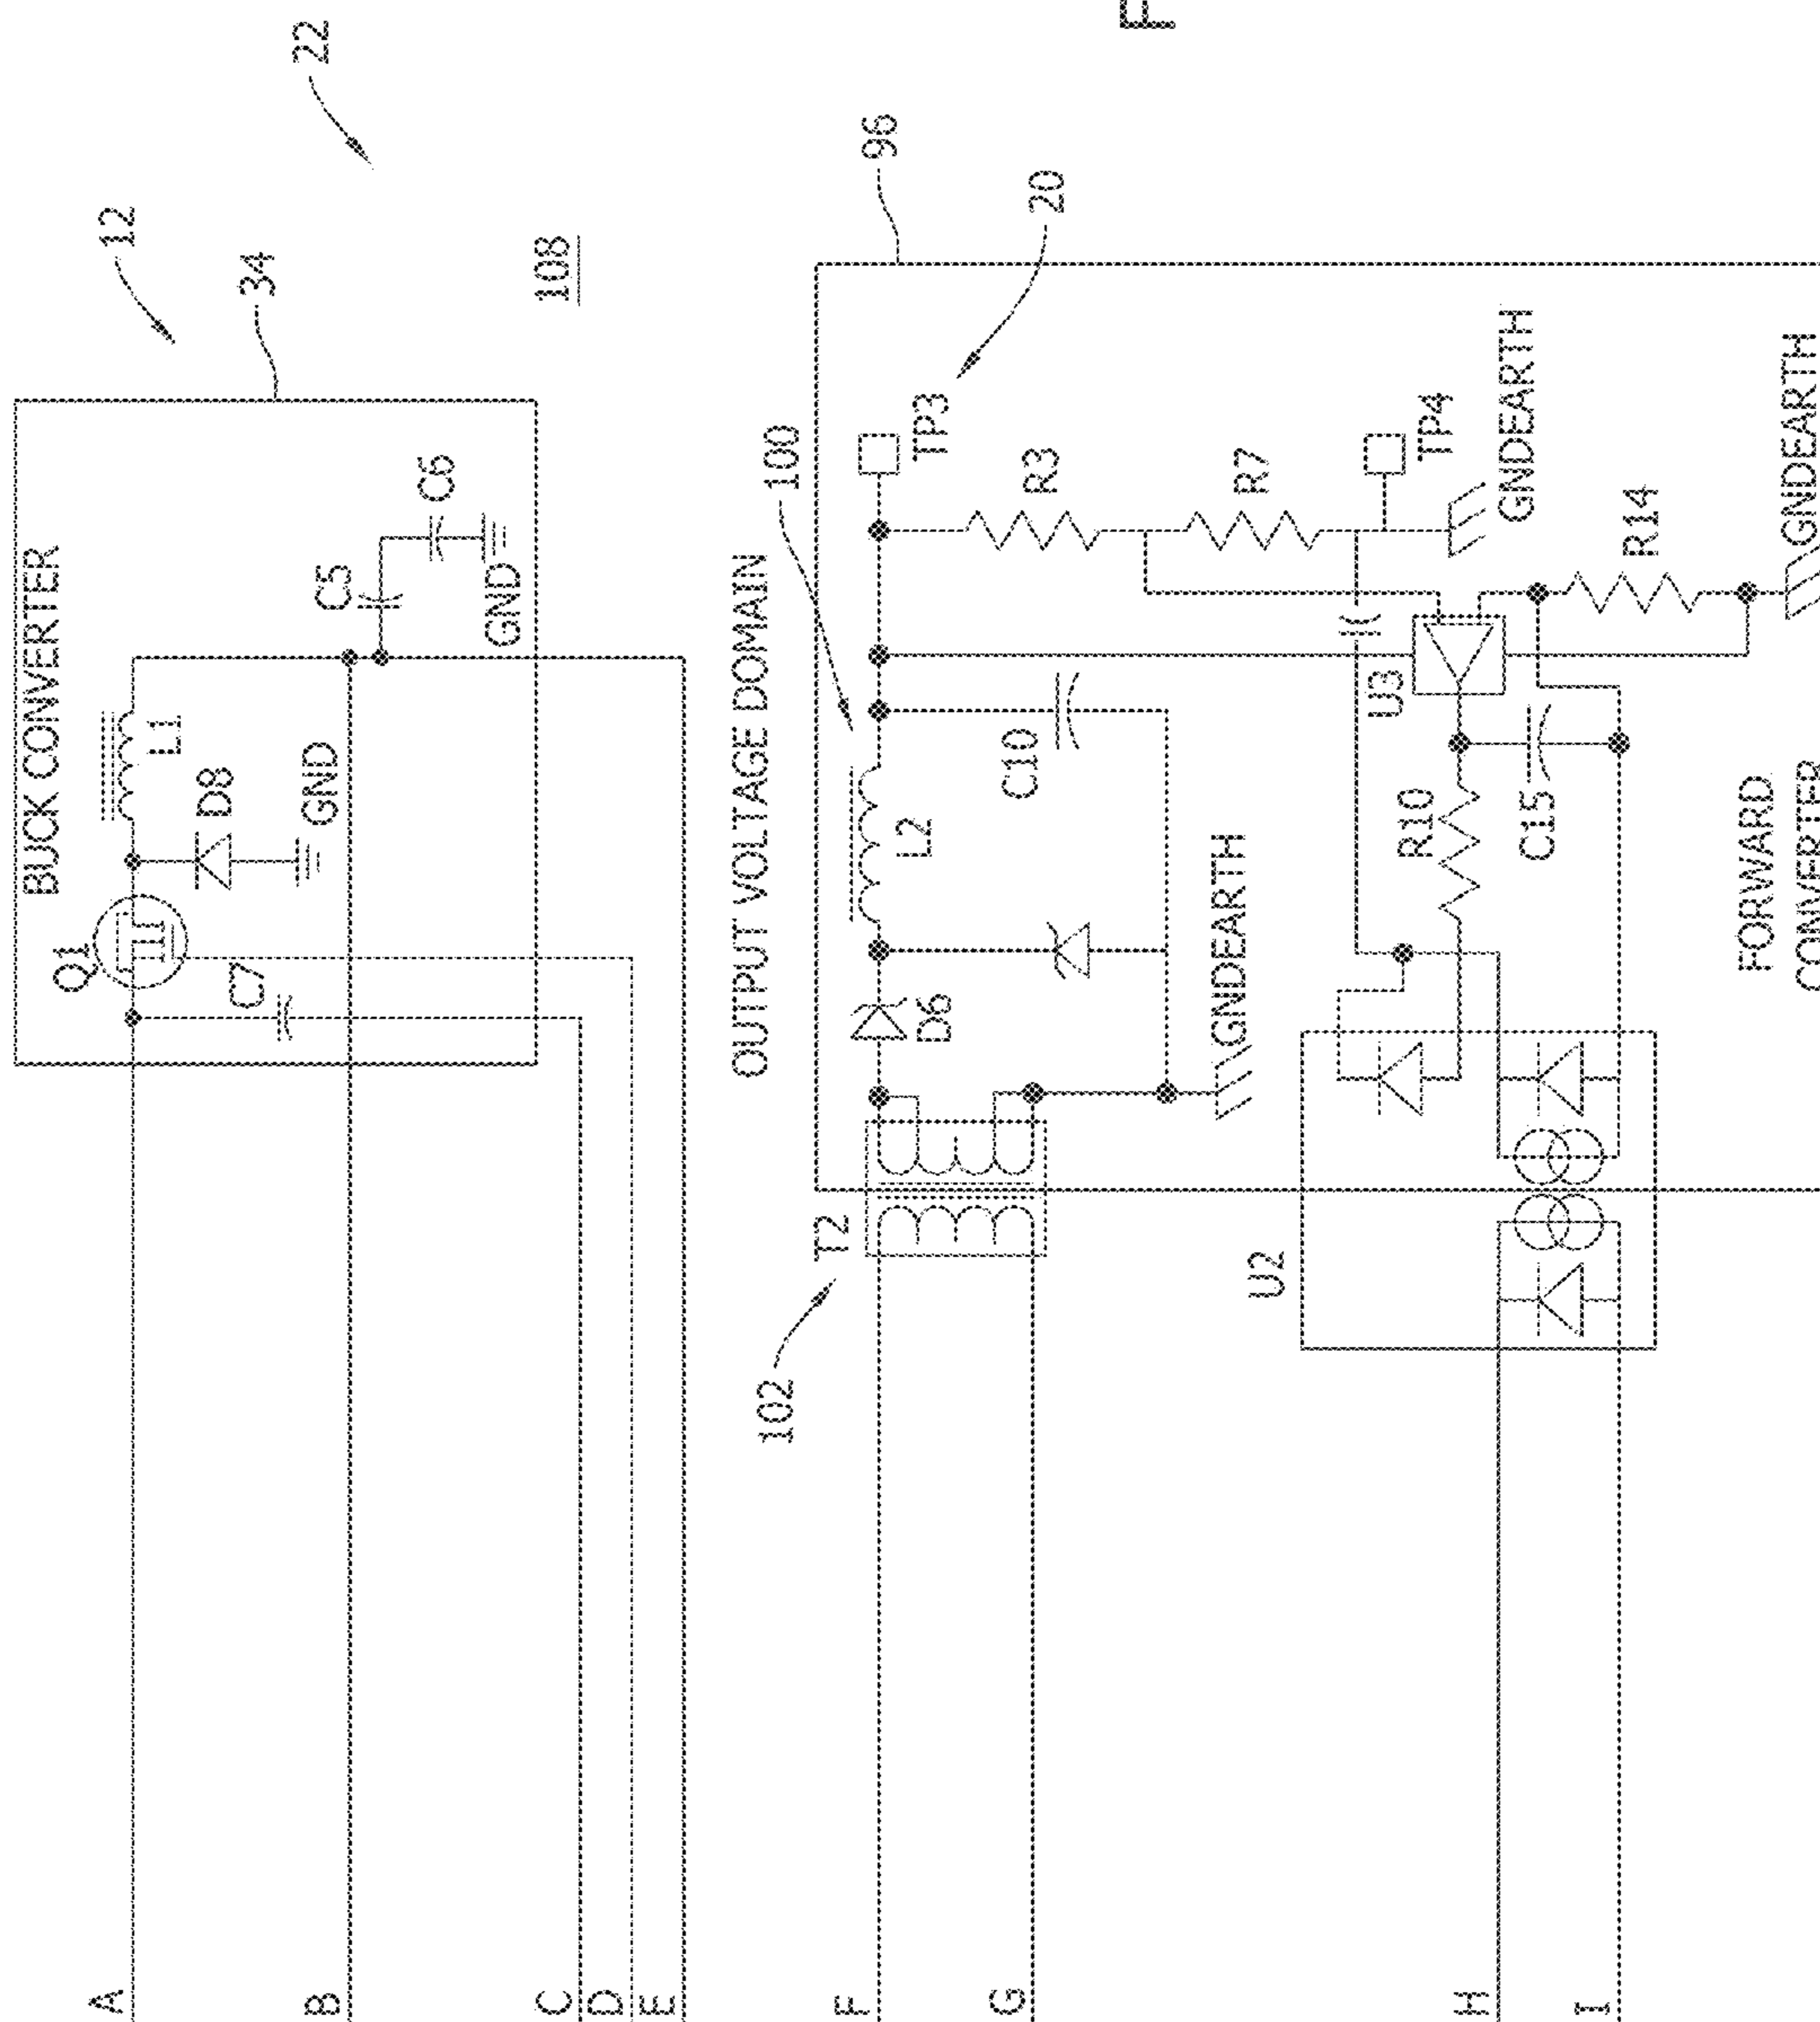 22
12
34
BUCK CONVERTER
Q1
L1
D8
GND
C7
C5
C6
GND
108
A
B
C
D
E
96
20
100
OUTPUT VOLTAGE DOMAIN
TP3
L2
D6
C10
R3
R7
TP4
GNDEARTH
GNDEARTH
T2
102
U3
R10
C15
R14
GNDEARTH
U2
FORWARD
CONVERTER
F
G
H
I
F